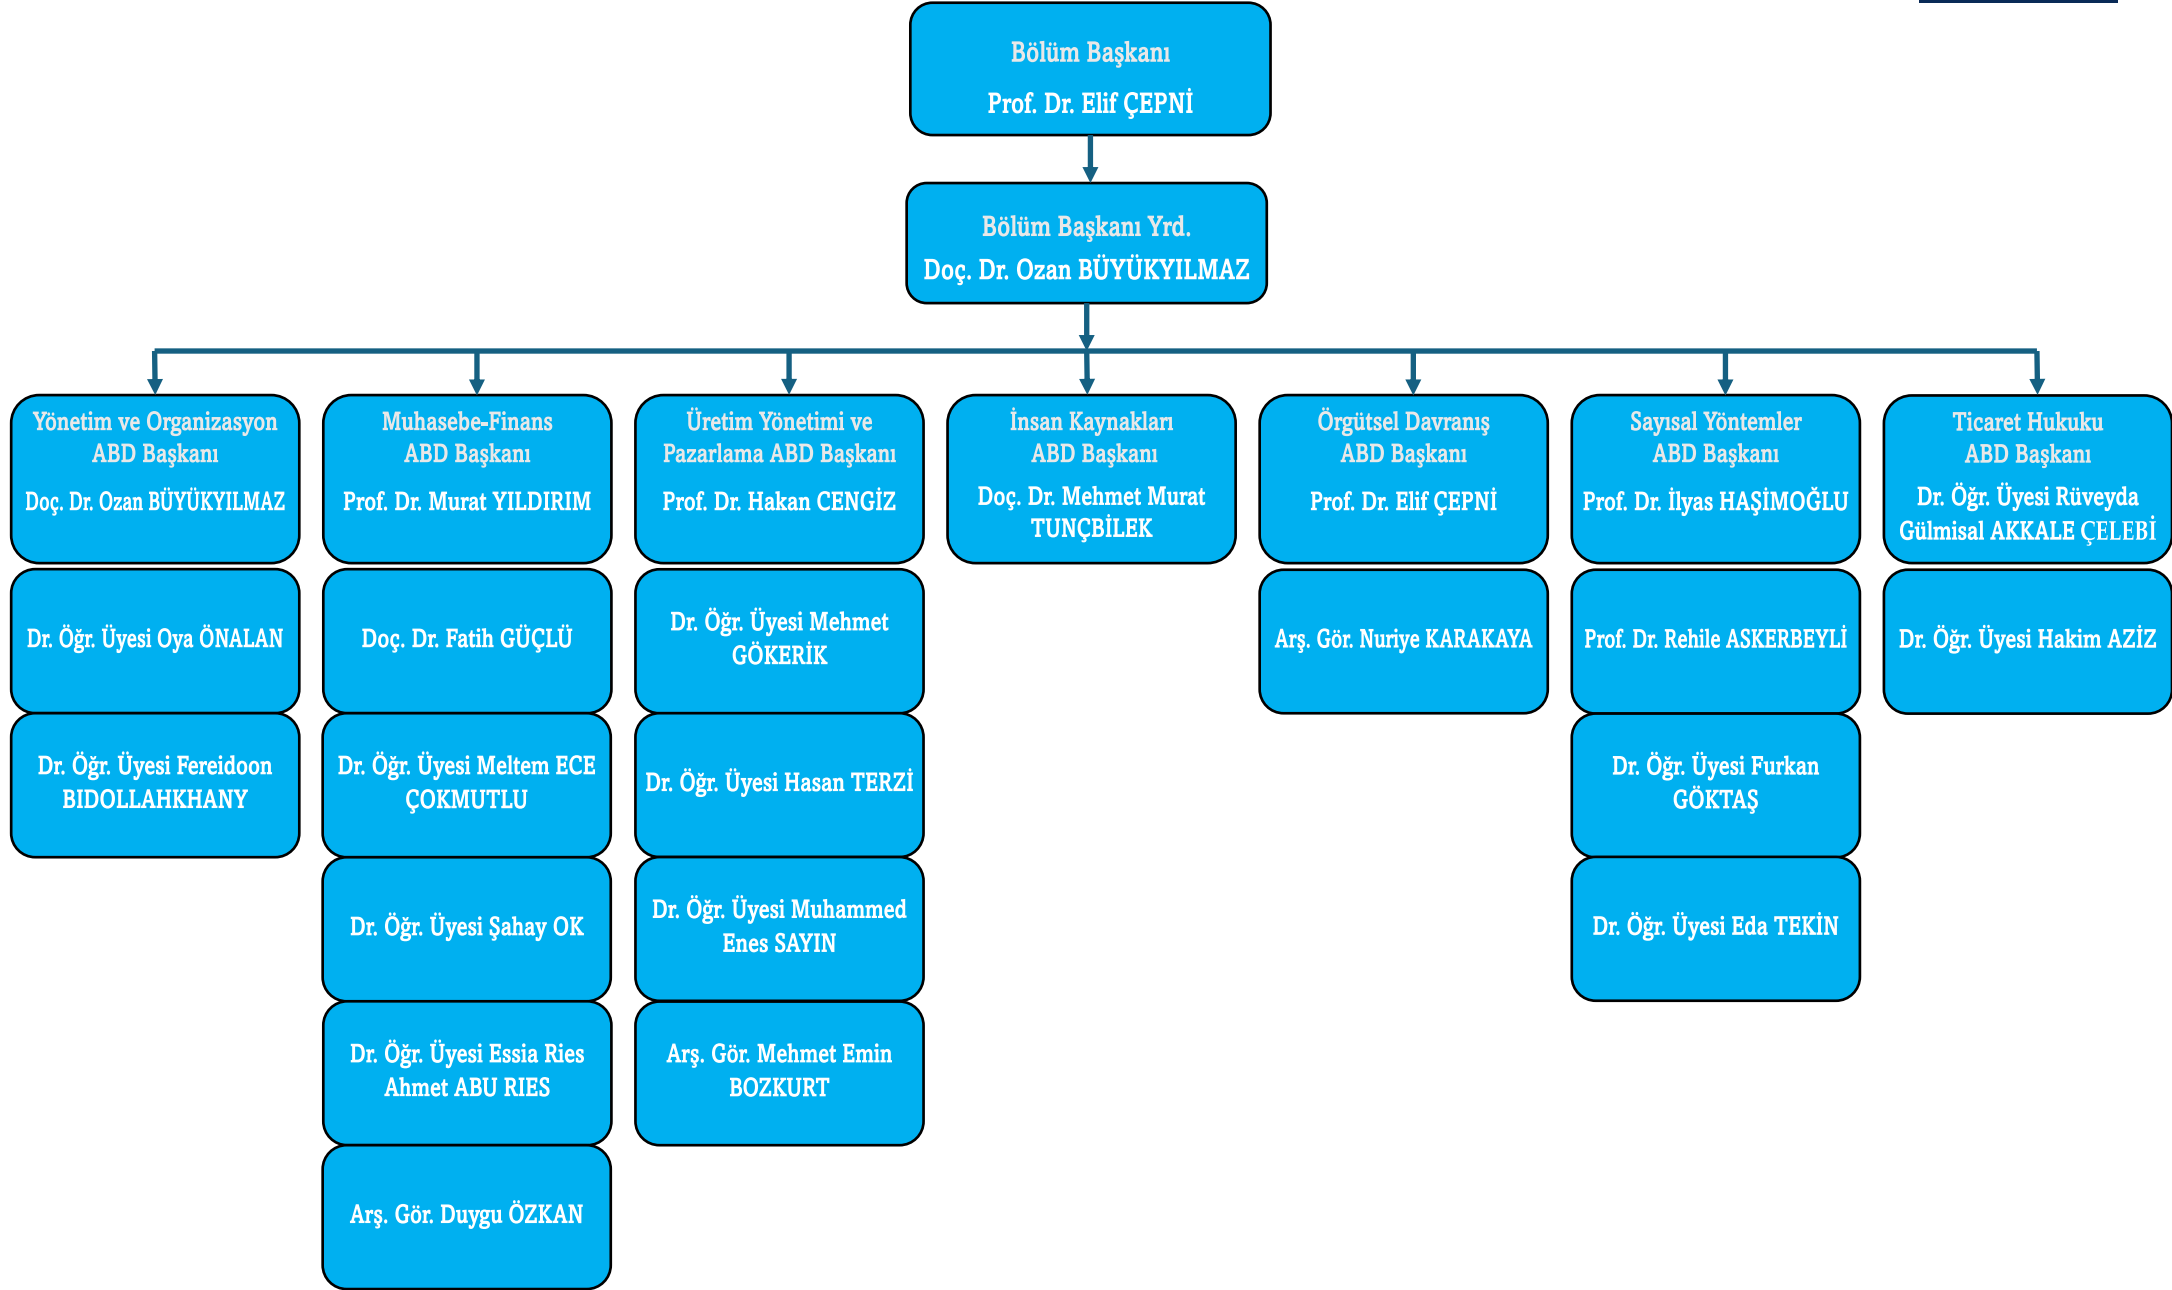 Bölüm Başkanı
Prof. Dr. Elif ÇEPNİ
Bölüm Başkanı Yrd.
Doç. Dr. Ozan BÜYÜKYILMAZ
Yönetim ve Organizasyon
ABD Başkanı
Doç. Dr. Ozan BÜYÜKYILMAZ
Dr. Öğr. Üyesi Oya ÖNALAN
Dr. Öğr. Üyesi Fereidoon
BIDOLLAHKHANY
Muhasebe-Finans
ABD Başkanı
Prof. Dr. Murat YILDIRIM
Doç. Dr. Fatih GÜÇLÜ
Dr. Öğr. Üyesi Meltem ECE
ÇOKMUTLU
Dr. Öğr. Üyesi Şahay OK
Dr. Öğr. Üyesi Essia Ries
Ahmet ABU RIES
Arş. Gör. Duygu ÖZKAN
Üretim Yönetimi ve
Pazarlama ABD Başkanı
Prof. Dr. Hakan CENGİZ
Dr. Öğr. Üyesi Mehmet
GÖKERİK
Dr. Öğr. Üyesi Hasan TERZİ
Dr. Öğr. Üyesi Muhammed
Enes SAYIN
Arş. Gör. Mehmet Emin
BOZKURT
İnsan Kaynakları
ABD Başkanı
Doç. Dr. Mehmet Murat
TUNÇBİLEK
Örgütsel Davranış
ABD Başkanı
Prof. Dr. Elif ÇEPNİ
Arş. Gör. Nuriye KARAKAYA
Sayısal Yöntemler
ABD Başkanı
Prof. Dr. İlyas HAŞİMOĞLU
Prof. Dr. Rehile ASKERBEYLİ
Dr. Öğr. Üyesi Furkan
GÖKTAŞ
Dr. Öğr. Üyesi Eda TEKİN
Ticaret Hukuku
ABD Başkanı
Dr. Öğr. Üyesi Rüveyda
Gülmisal AKKALE ÇELEBİ
Dr. Öğr. Üyesi Hakim AZİZ